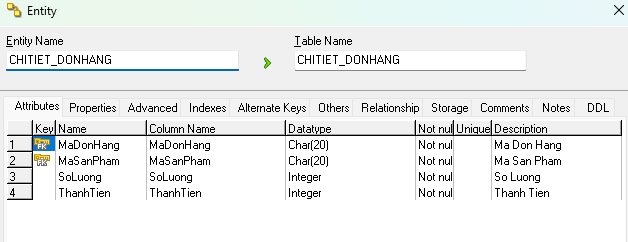 Entity
Entity Name
Table Name
CHITIET_DONHANG
CHITIET_DONHANG
Attributes Properties Advanced Indexes Alternate Keys Others Relationship Storage Comments Notes DDL
Key Name Column Name Datatype Not nul Unique Description
1 FK MaDonHang MaDonHang Char(20) Not nul Ma Don Hang
2 FK MaSanPham MaSanPham Char(20) Not nul Ma San Pham
3 SoLuong SoLuong Integer Not nul So Luong
4 ThanhTien ThanhTien Integer Not nul Thanh Tien